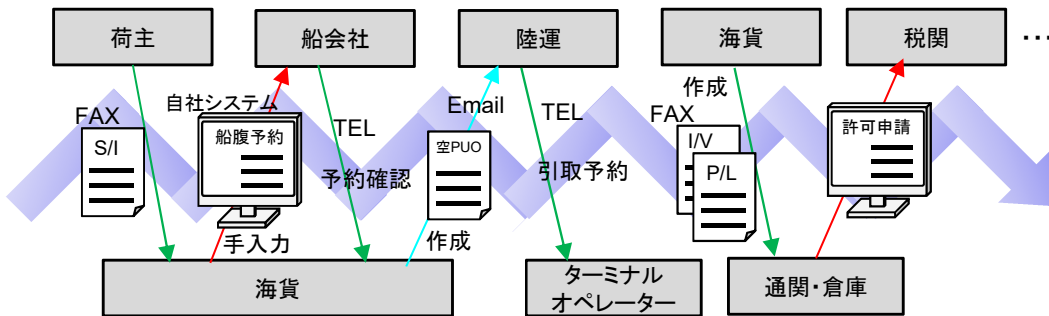 荷主
船会社
陸運
海貨
税関
…
自社システム
FAX
S/I
船腹予約
TEL
予約確認
手入力
Email
空PUO
作成
TEL
引取予約
作成
FAX
I/V
P/L
許可申請
海貨
ターミナル
オペレーター
通関・倉庫